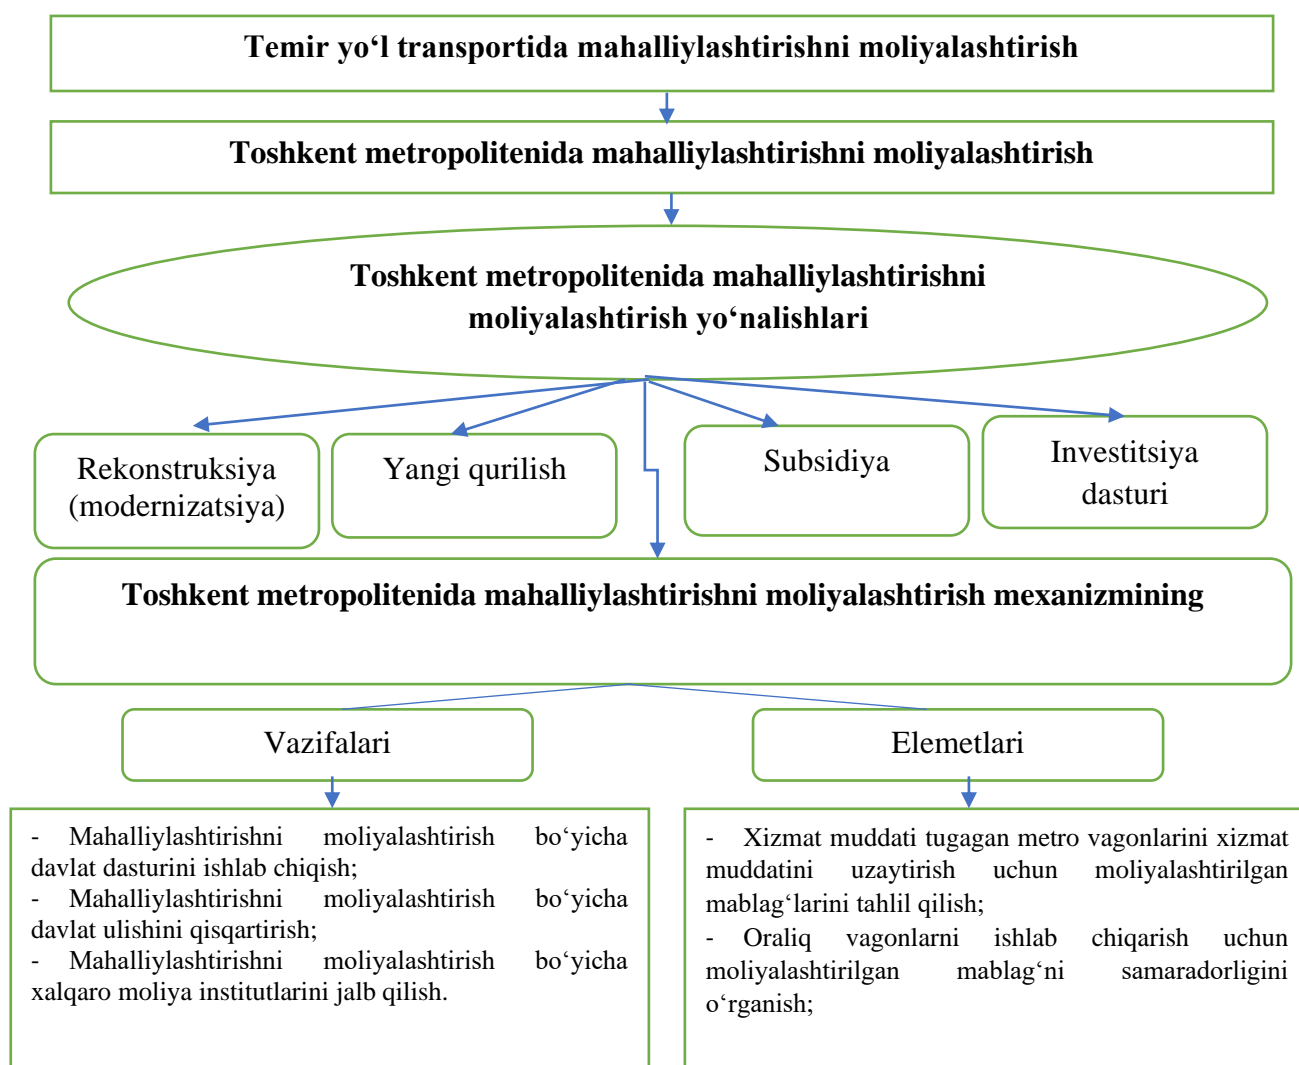 Temir yo‘l transportida mahalliylashtirishni moliyalashtirish
Toshkent metropolitenida mahalliylashtirishni moliyalashtirish
Toshkent metropolitenida mahalliylashtirishni
moliyalashtirish yo‘nalishlari
Rekonstruksiya
(modernizatsiya)
Yangi qurilish
Subsidiya
Investitsiya
dasturi
Toshkent metropolitenida mahalliylashtirishni moliyalashtirish mexanizmining
Vazifalari
Elemetlari
- Mahalliylashtirishni moliyalashtirish bo‘yicha
davlat dasturini ishlab chiqish;
- Mahalliylashtirishni moliyalashtirish bo‘yicha
davlat ulishini qisqartirish;
- Mahalliylashtirishni moliyalashtirish bo‘yicha
xalqaro moliya institutlarini jalb qilish.
- Xizmat muddati tugagan metro vagonlarini xizmat
muddatini uzaytirish uchun moliyalashtirilgan
mablag‘larini tahlil qilish;
- Oraliq vagonlarni ishlab chiqarish uchun
moliyalashtirilgan mablag‘ni samaradorligini
o‘rganish;